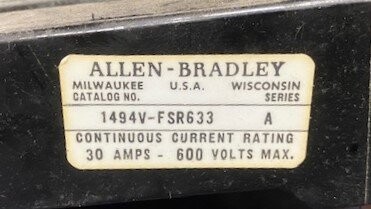 ALLEN-BRADLEY
MILWAUKEE U.S.A. WISCONSIN
CATALOG NO. SERIES
1494V-FSR633 A
CONTINUOUS CURRENT RATING
30 AMPS - 600 VOLTS MAX.